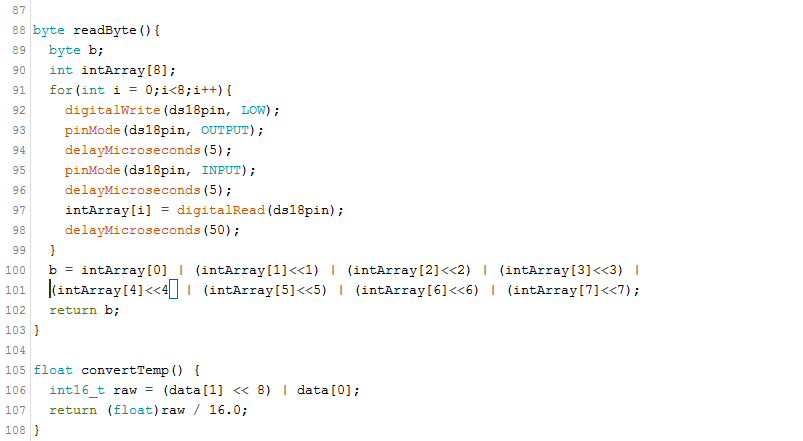 87
88 byte readByte(){
89   byte b;
90   int intArray[8];
91   for(int i = 0;i<8;i++){
92     digitalWrite(ds18pin, LOW);
93     pinMode(ds18pin, OUTPUT);
94     delayMicroseconds(5);
95     pinMode(ds18pin, INPUT);
96     delayMicroseconds(5);
97     intArray[i] = digitalRead(ds18pin);
98     delayMicroseconds(50);
99   }
100   b = intArray[0] | (intArray[1]<<1) | (intArray[2]<<2) | (intArray[3]<<3) |
101   (intArray[4]<<4) | (intArray[5]<<5) | (intArray[6]<<6) | (intArray[7]<<7);
102   return b;
103 }
104
105 float convertTemp() {
106   int16_t raw = (data[1] << 8) | data[0];
107   return (float)raw / 16.0;
108 }